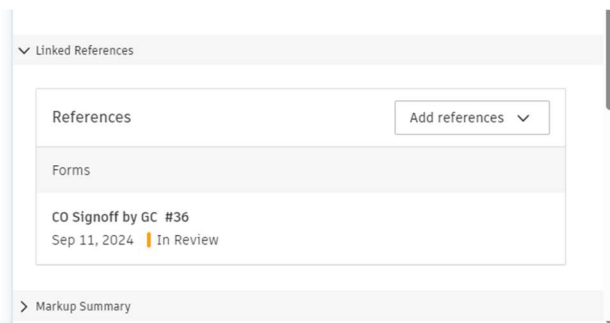 Linked References
References
Add references
Forms
CO Signoff by GC #36
Sep 11, 2024 In Review
Markup Summary